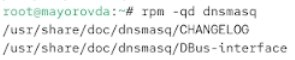 root@mayorovda:~# rpm -qd dnsmasq
/usr/share/doc/dnsmasq/CHANGELOG
/usr/share/doc/dnsmasq/DBus-interface